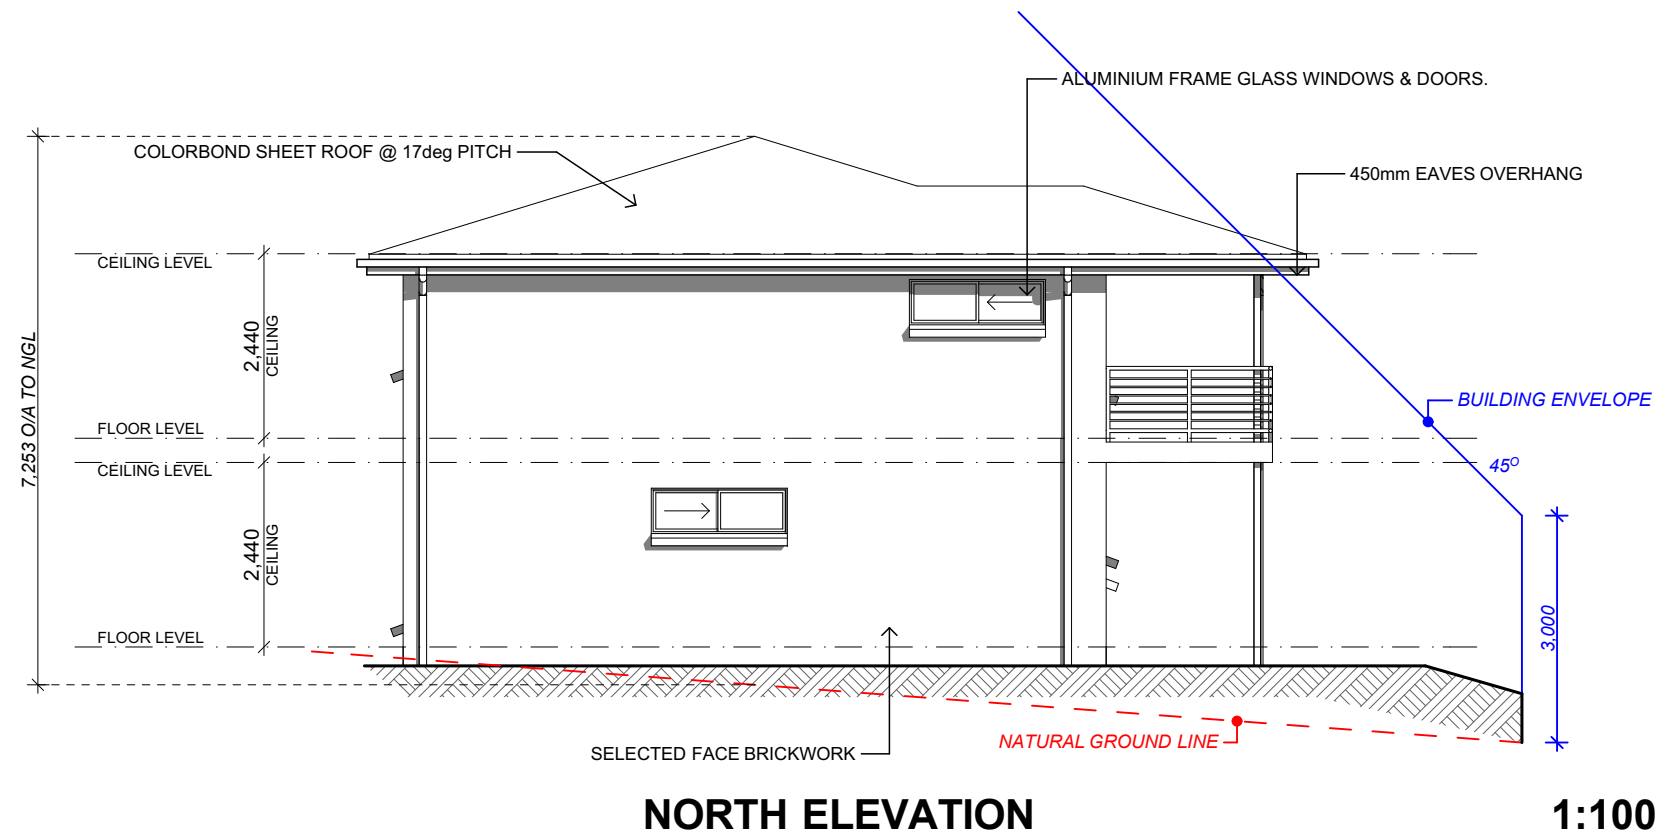 ALUMINIUM FRAME GLASS WINDOWS & DOORS.
COLORBOND SHEET ROOF @ 17deg PITCH
450mm EAVES OVERHANG
CEILING LEVEL
2,440
CEILING
7,253 O/A TO NGL
BUILDING ENVELOPE
FLOOR LEVEL
CEILING LEVEL
45O
2,440
CEILING
3,000
FLOOR LEVEL
NATURAL GROUND LINE
SELECTED FACE BRICKWORK
NORTH ELEVATION
1:100